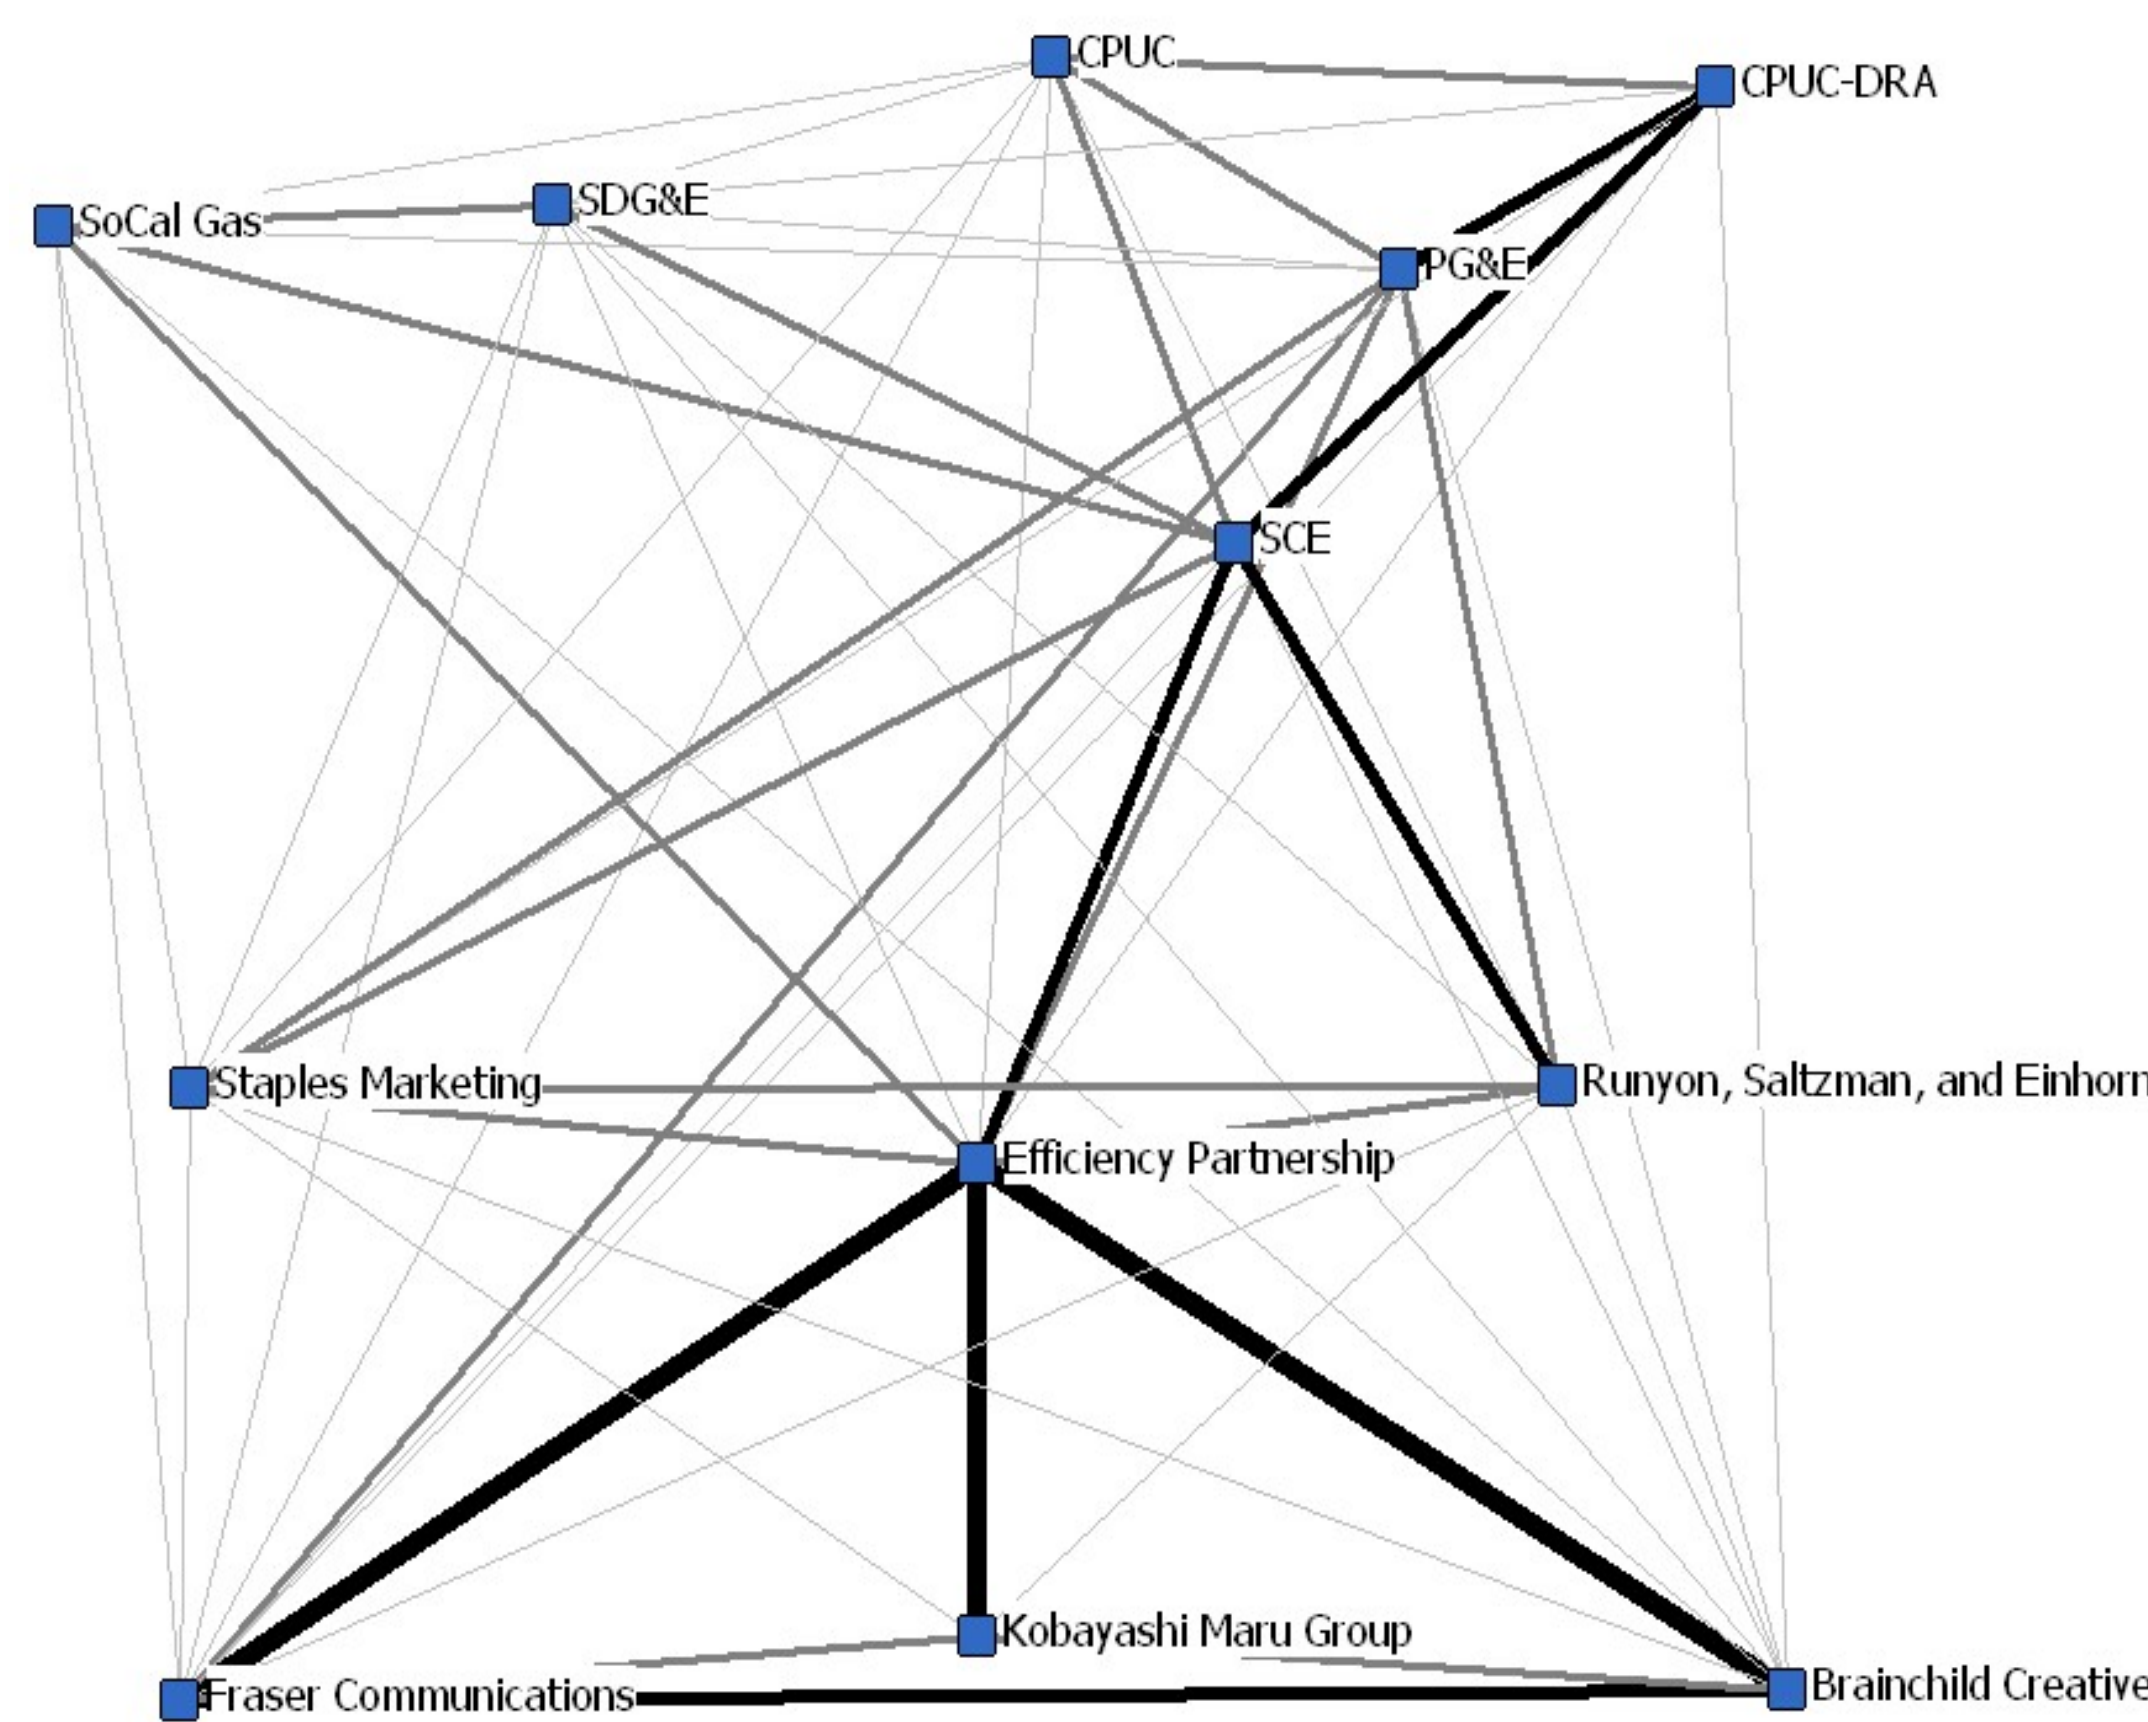 CPUC
CPUC-DRA
SoCal Gas
SDG&E
PG&E
SCE
Staples Marketing
Runyon, Saltzman, and Einhorn
Efficiency Partnership
Kobayashi Maru Group
Fraser Communications
Brainchild Creative